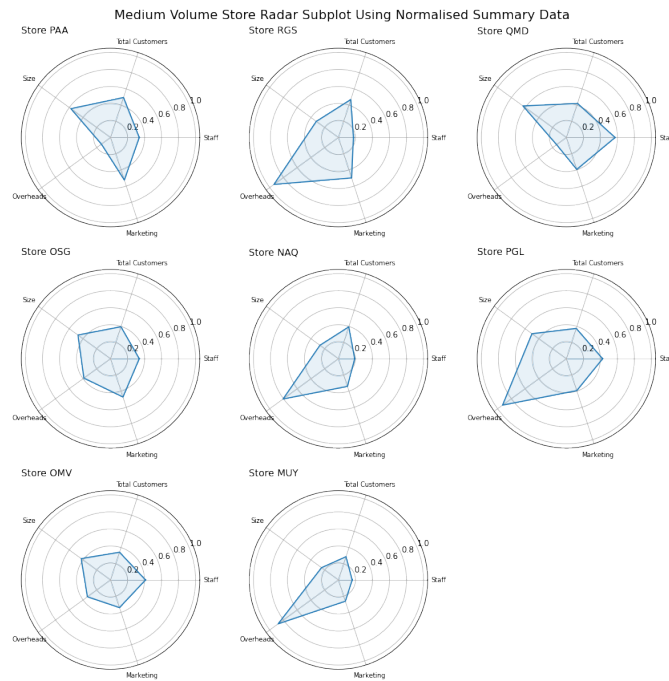 Medium Volume Store Radar Subplot Using Normalised Summary Data
Store PAA
Total Customers
Size
Staff
Overheads
Marketing
0.2
0.4
0.6
0.8
1.0
Store RGS
Total Customers
Size
Staff
Overheads
Marketing
0.2
0.4
0.6
0.8
1.0
Store QMD
Total Customers
Size
Sta
Overheads
Marketing
0.2
0.4
0.6
0.8
1.0
Store OSG
Total Customers
Size
Staff
Overheads
Marketing
0.2
0.4
0.6
0.8
1.0
Store NAQ
Total Customers
Size
Staff
Overheads
Marketing
0.2
0.4
0.6
0.8
1.0
Store PGL
Total Customers
Size
Sta
Overheads
Marketing
0.2
0.4
0.6
0.8
1.0
Store OMV
Total Customers
Size
Staff
Overheads
Marketing
0.2
0.4
0.6
0.8
1.0
Store MUY
Total Customers
Size
Staff
Overheads
Marketing
0.2
0.4
0.6
0.8
1.0